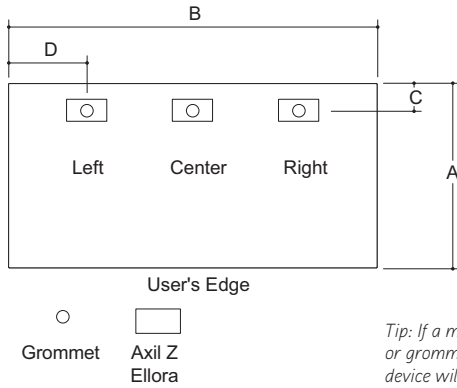 B
D
C
A
Left Center Right
User's Edge
Grommet
Axil Z
Ellora
Tip: If a m
or gromm
device wil